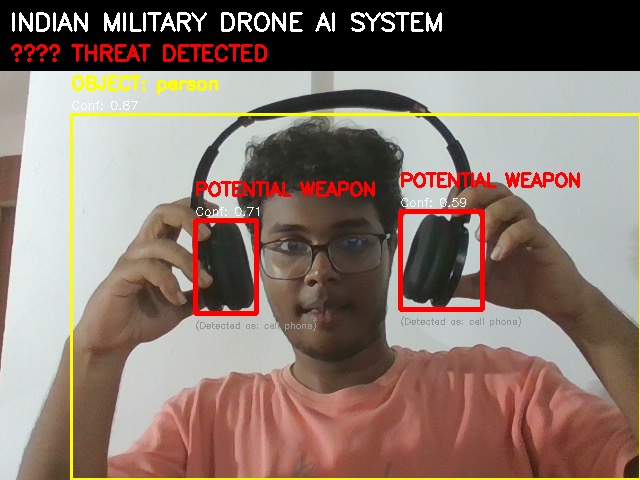 INDIAN MILITARY DRONE AI SYSTEM
???? THREAT DETECTED
OBJECT: person
Conf: 0.87
POTENTIAL WEAPON
Conf: 0.71
(Detected as: cell phone)
POTENTIAL WEAPON
Conf: 0.59
(Detected as: cell phone)